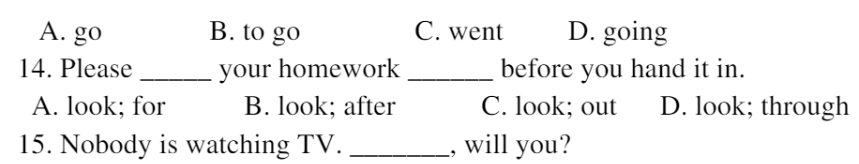 A. go B. to go C. went D. going
14. Please _____ your homework ______ before you hand it in.
A. look; for B. look; after C. look; out D. look; through
15. Nobody is watching TV. _______, will you?